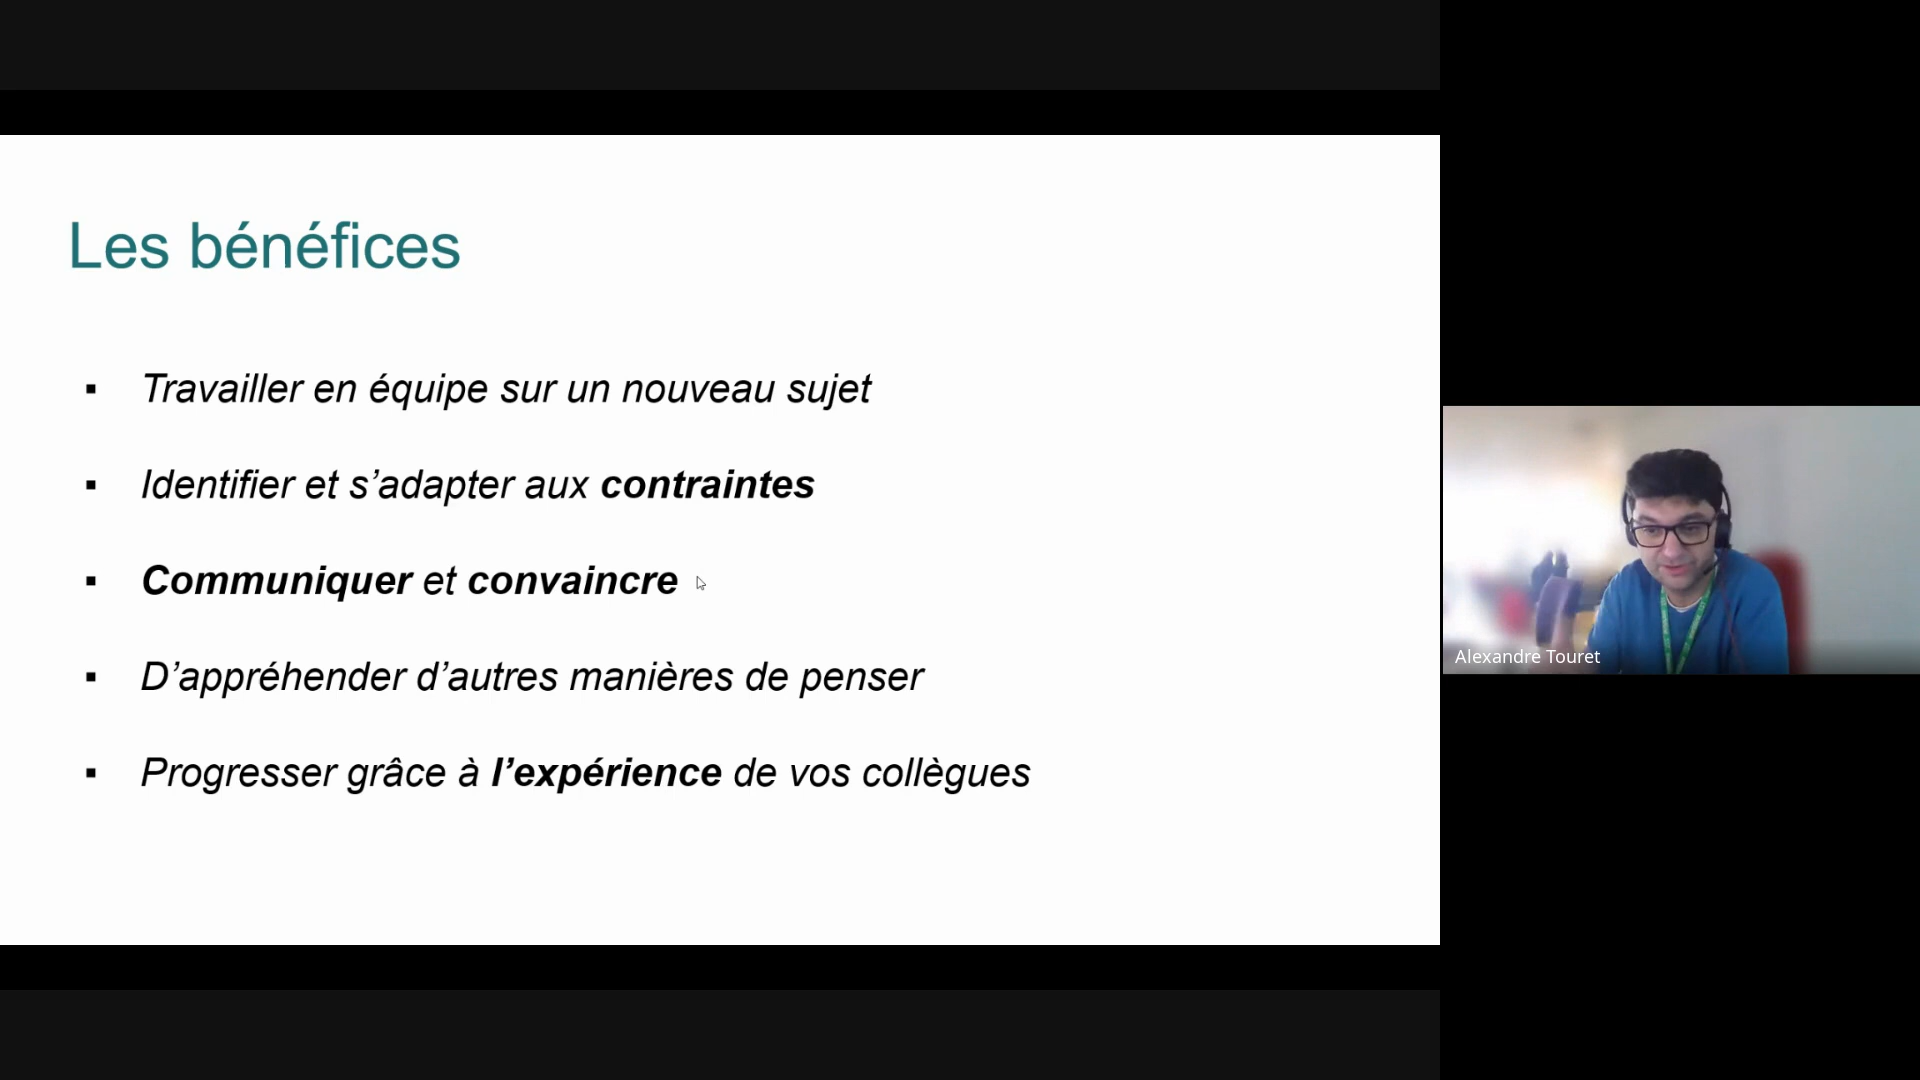 Les bénéfices
▪ Travailler en équipe sur un nouveau sujet
▪ Identifier et s’adapter aux contraintes
▪ Communiquer et convaincre
▪ D’appréhender d’autres manières de penser
▪ Progresser grâce à l’expérience de vos collègues
Alexandre Touret